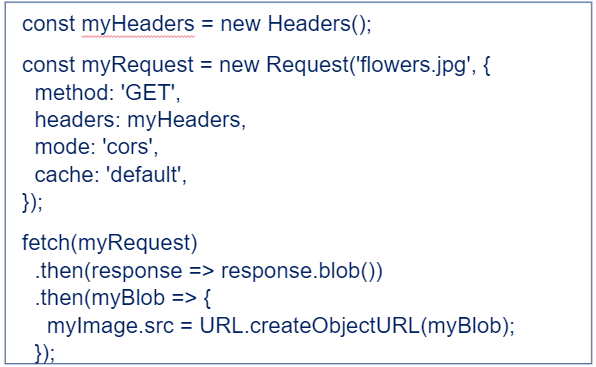 const myHeaders = new Headers();
const myRequest = new Request('flowers.jpg', {
  method: 'GET',
  headers: myHeaders,
  mode: 'cors',
  cache: 'default',
});
fetch(myRequest)
  .then(response => response.blob())
  .then(myBlob => {
    myImage.src = URL.createObjectURL(myBlob);
  });